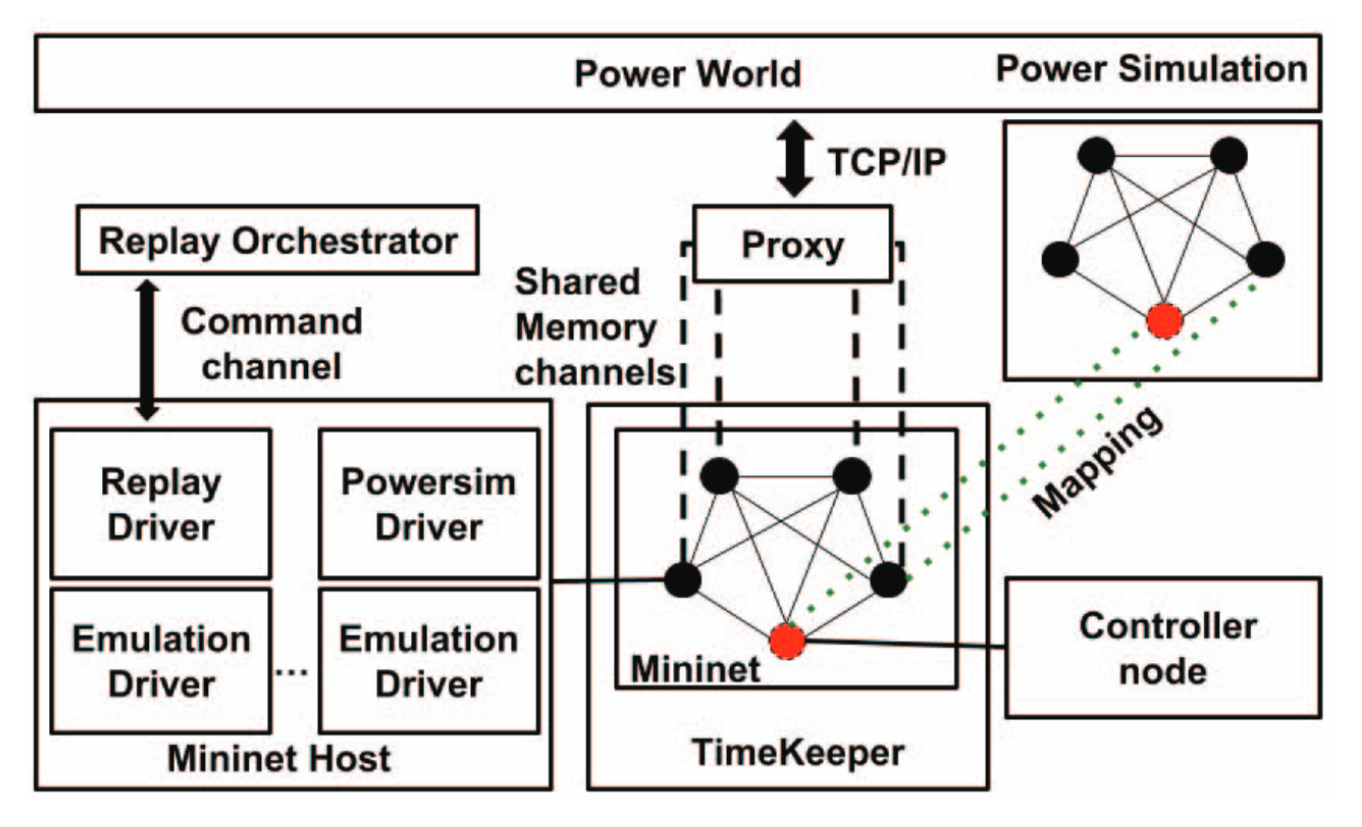 Power World
Power Simulation
TCP/IP
Replay Orchestrator
Proxy
Shared
Memory
channels
Command
channel
Mapping
Replay
Driver
Powersim
Driver
Emulation
Driver
...
Emulation
Driver
Mininet Host
Mininet
TimeKeeper
Controller
node